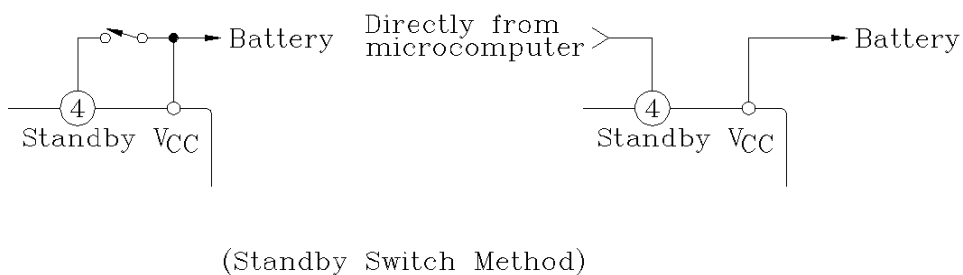 Battery
4
Standby VCC
Directly from
microcomputer
Battery
4
Standby VCC
(Standby Switch Method)